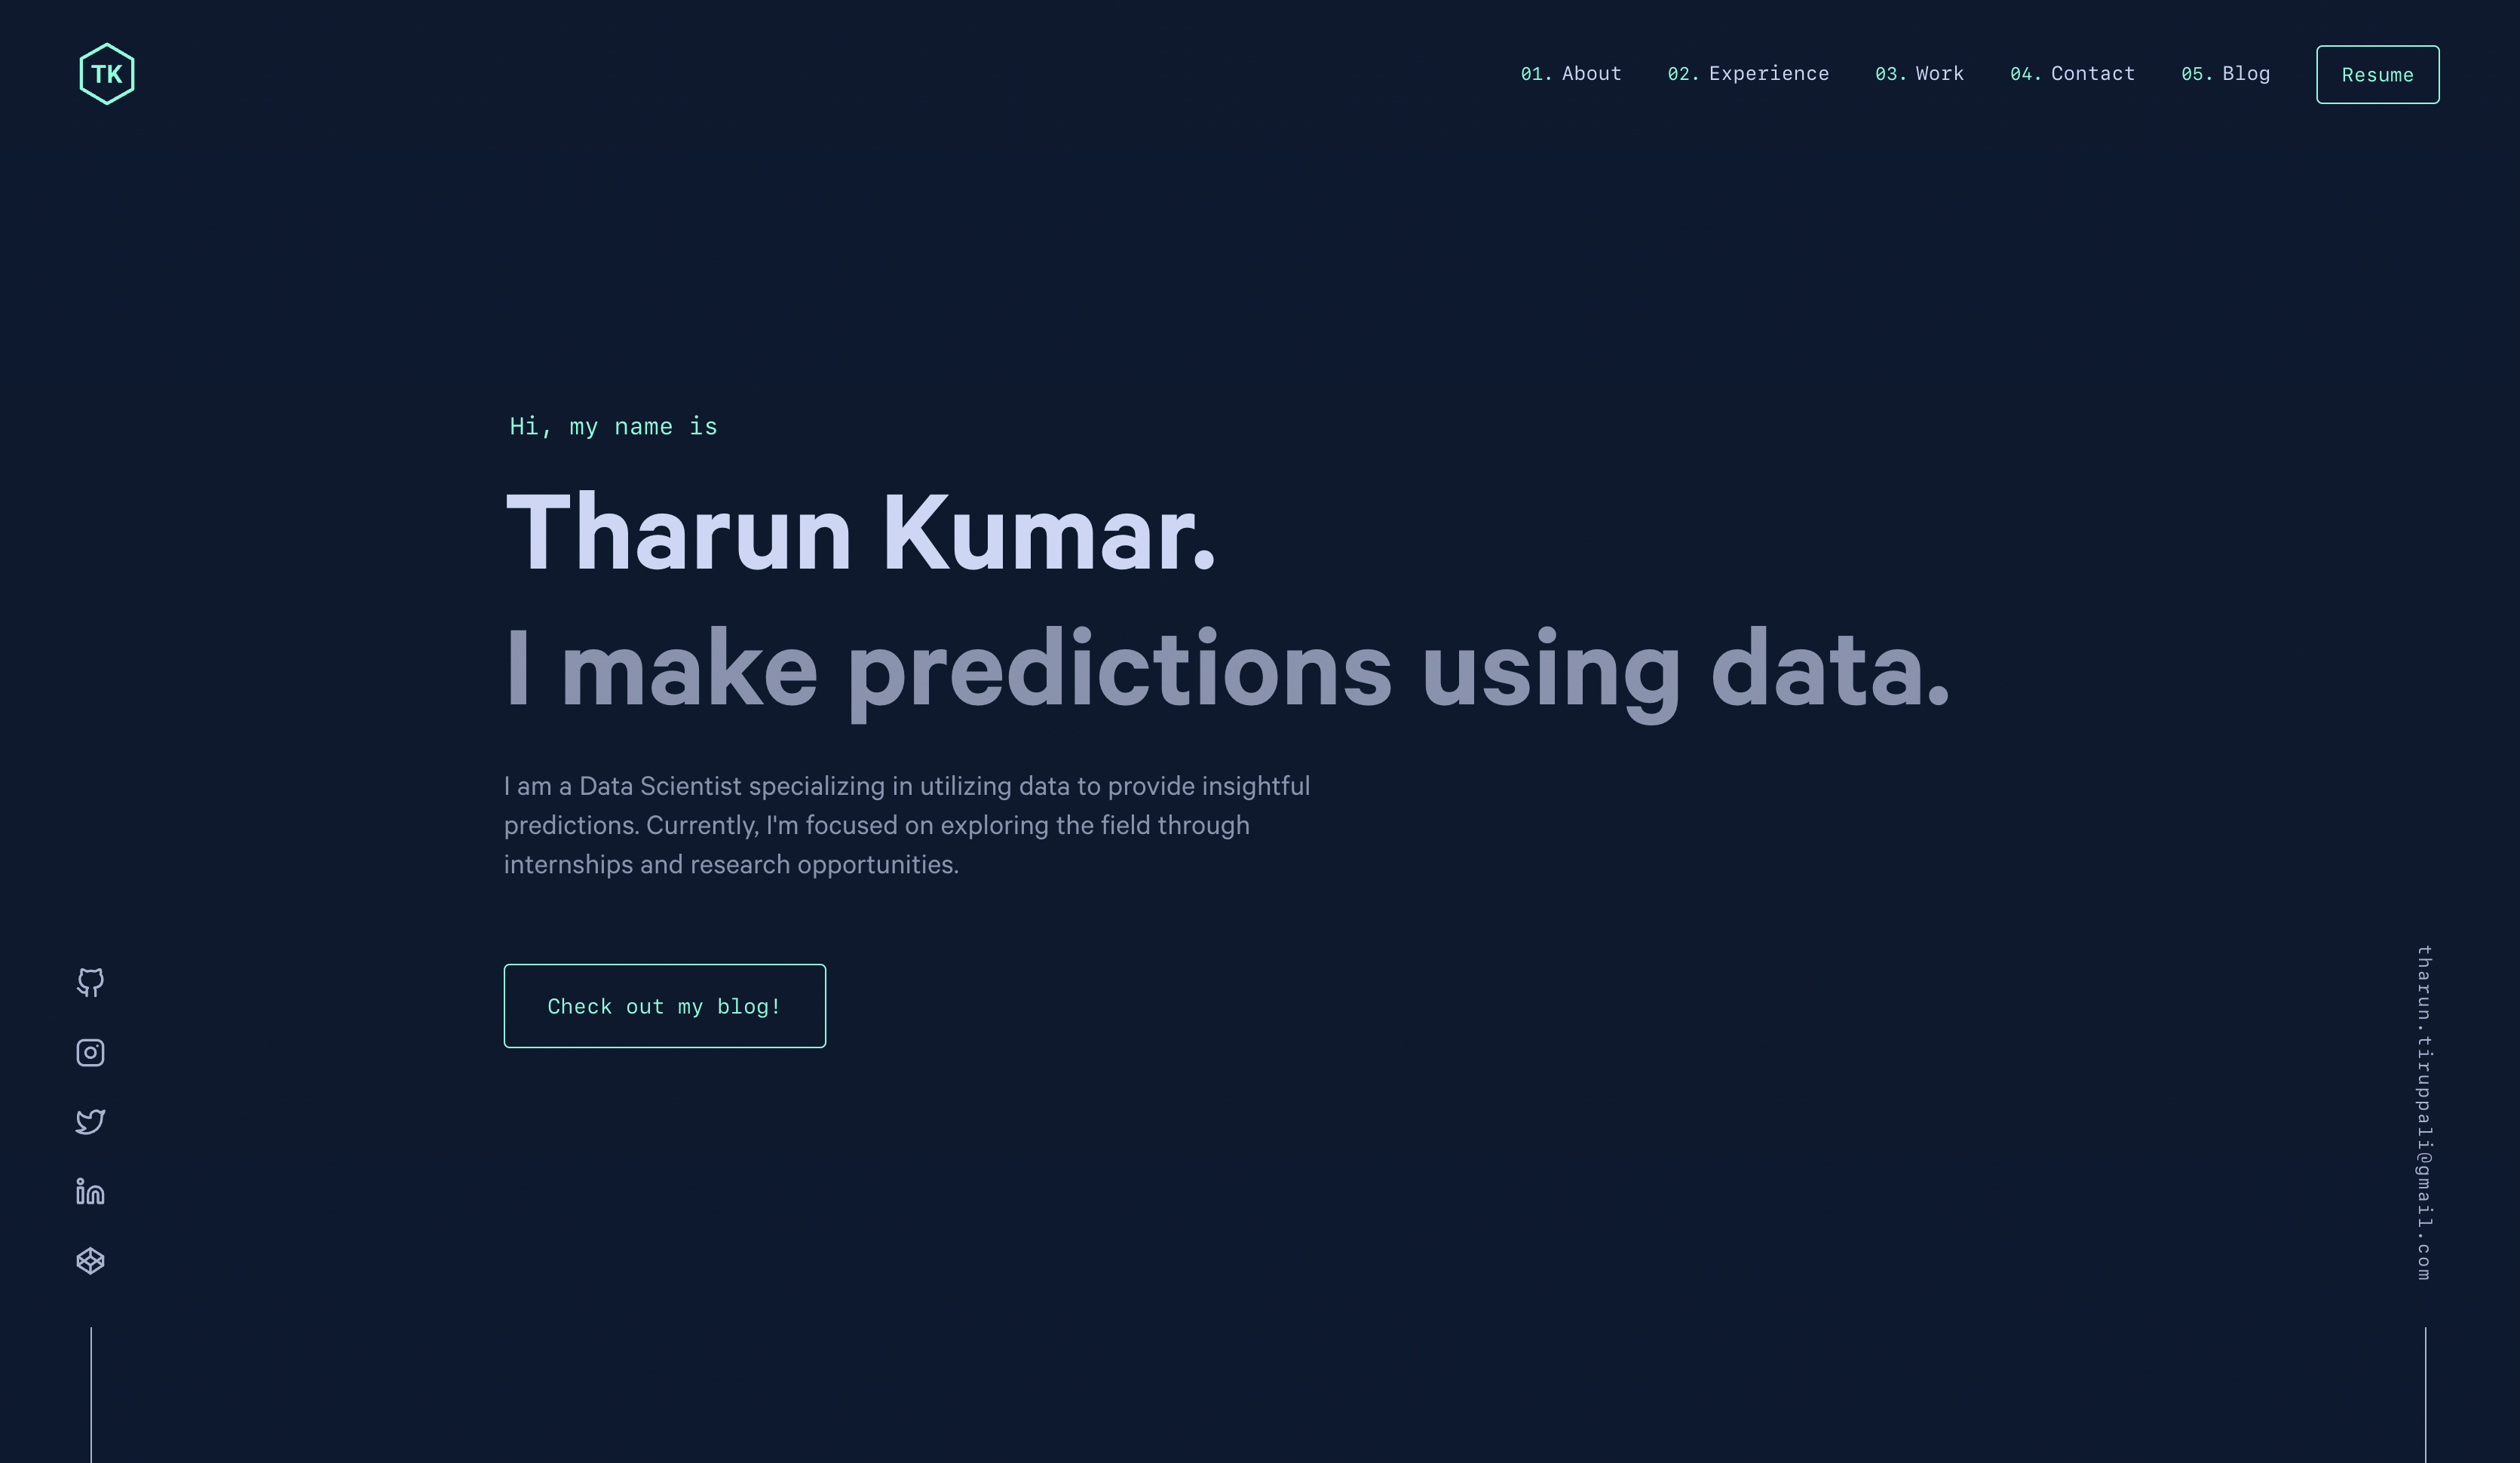 TK
01. About
02. Experience
03. Work
04. Contact
05. Blog
Resume
Hi, my name is
Tharun Kumar.
I make predictions using data.
I am a Data Scientist specializing in utilizing data to provide insightful
predictions. Currently, I'm focused on exploring the field through
internships and research opportunities.
Check out my blog!
tharun.tiruppali@gmail.com